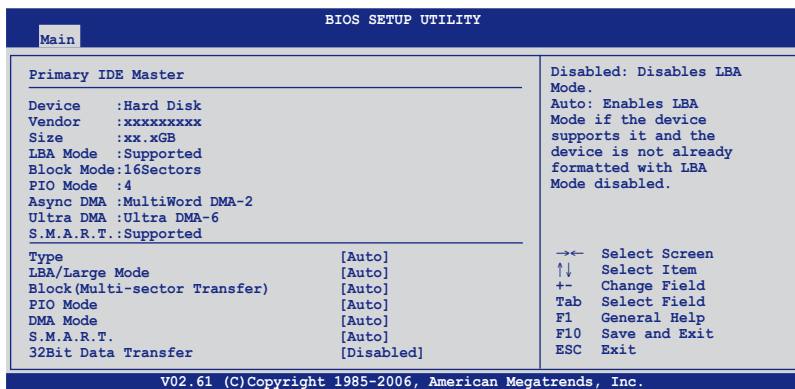 BIOS SETUP UTILITY
Main
Primary IDE Master
Device :Hard Disk
Vendor :xxxxxxxxx
Size :xx.xGB
LBA Mode :Supported
Block Mode:16Sectors
PIO Mode :4
Async DMA :MultiWord DMA-2
Ultra DMA :Ultra DMA-6
S.M.A.R.T.:Supported
Type [Auto]
LBA/Large Mode [Auto]
Block(Multi-sector Transfer) [Auto]
PIO Mode [Auto]
DMA Mode [Auto]
S.M.A.R.T. [Auto]
32Bit Data Transfer [Disabled]
Disabled: Disables LBA
Mode.
Auto: Enables LBA
Mode if the device
supports it and the
device is not already
formatted with LBA
Mode disabled.
→← Select Screen
↑↓ Select Item
+- Change Field
Tab Select Field
F1 General Help
F10 Save and Exit
ESC Exit
V02.61 (C)Copyright 1985-2006, American Megatrends, Inc.